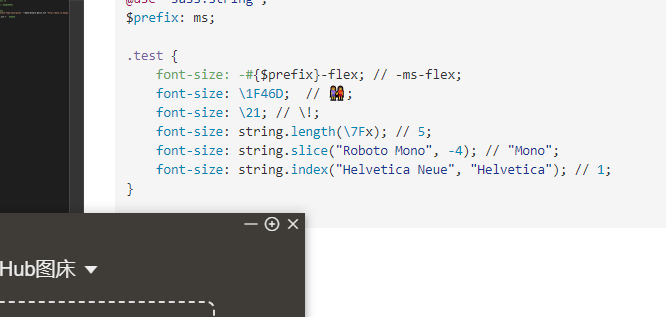 @use "sass:string";
$prefix: ms;
.test {
font-size: -#{$prefix}-flex; // -ms-flex;
font-size: \1F46D; // 👭;
font-size: \21; // \!;
font-size: string.length(\7Fx); // 5;
font-size: string.slice("Roboto Mono", -4); // "Mono";
font-size: string.index("Helvetica Neue", "Helvetica"); // 1;
}
Hub图床